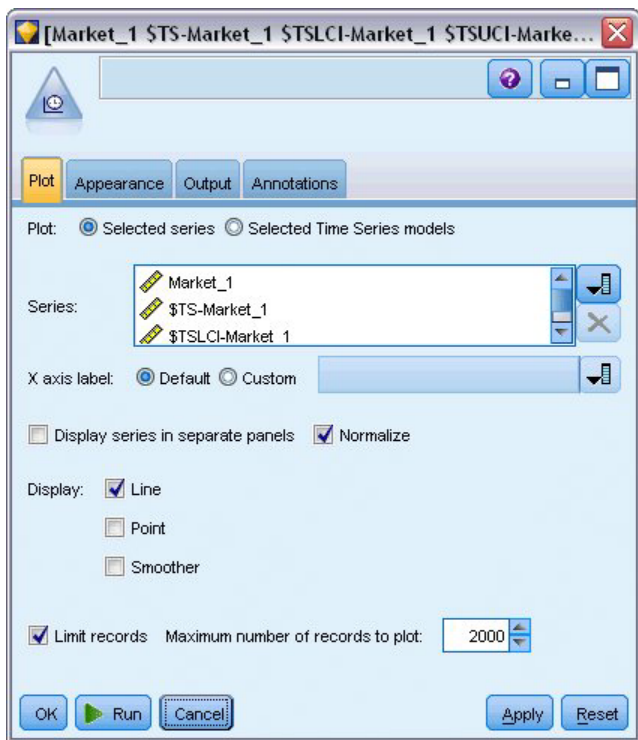 [Market_1 $TS-Market_1 $TSLCI-Market_1 $TSUCI-Marke...
Plot Appearance Output Annotations
Plot: Selected series Selected Time Series models
Series:
Market_1
$TS-Market_1
$TSLCI-Market_1
X axis label: Default Custom
Display series in separate panels Normalize
Display: Line
Point
Smoother
Limit records Maximum number of records to plot: 2000
OK Run Cancel Apply Reset